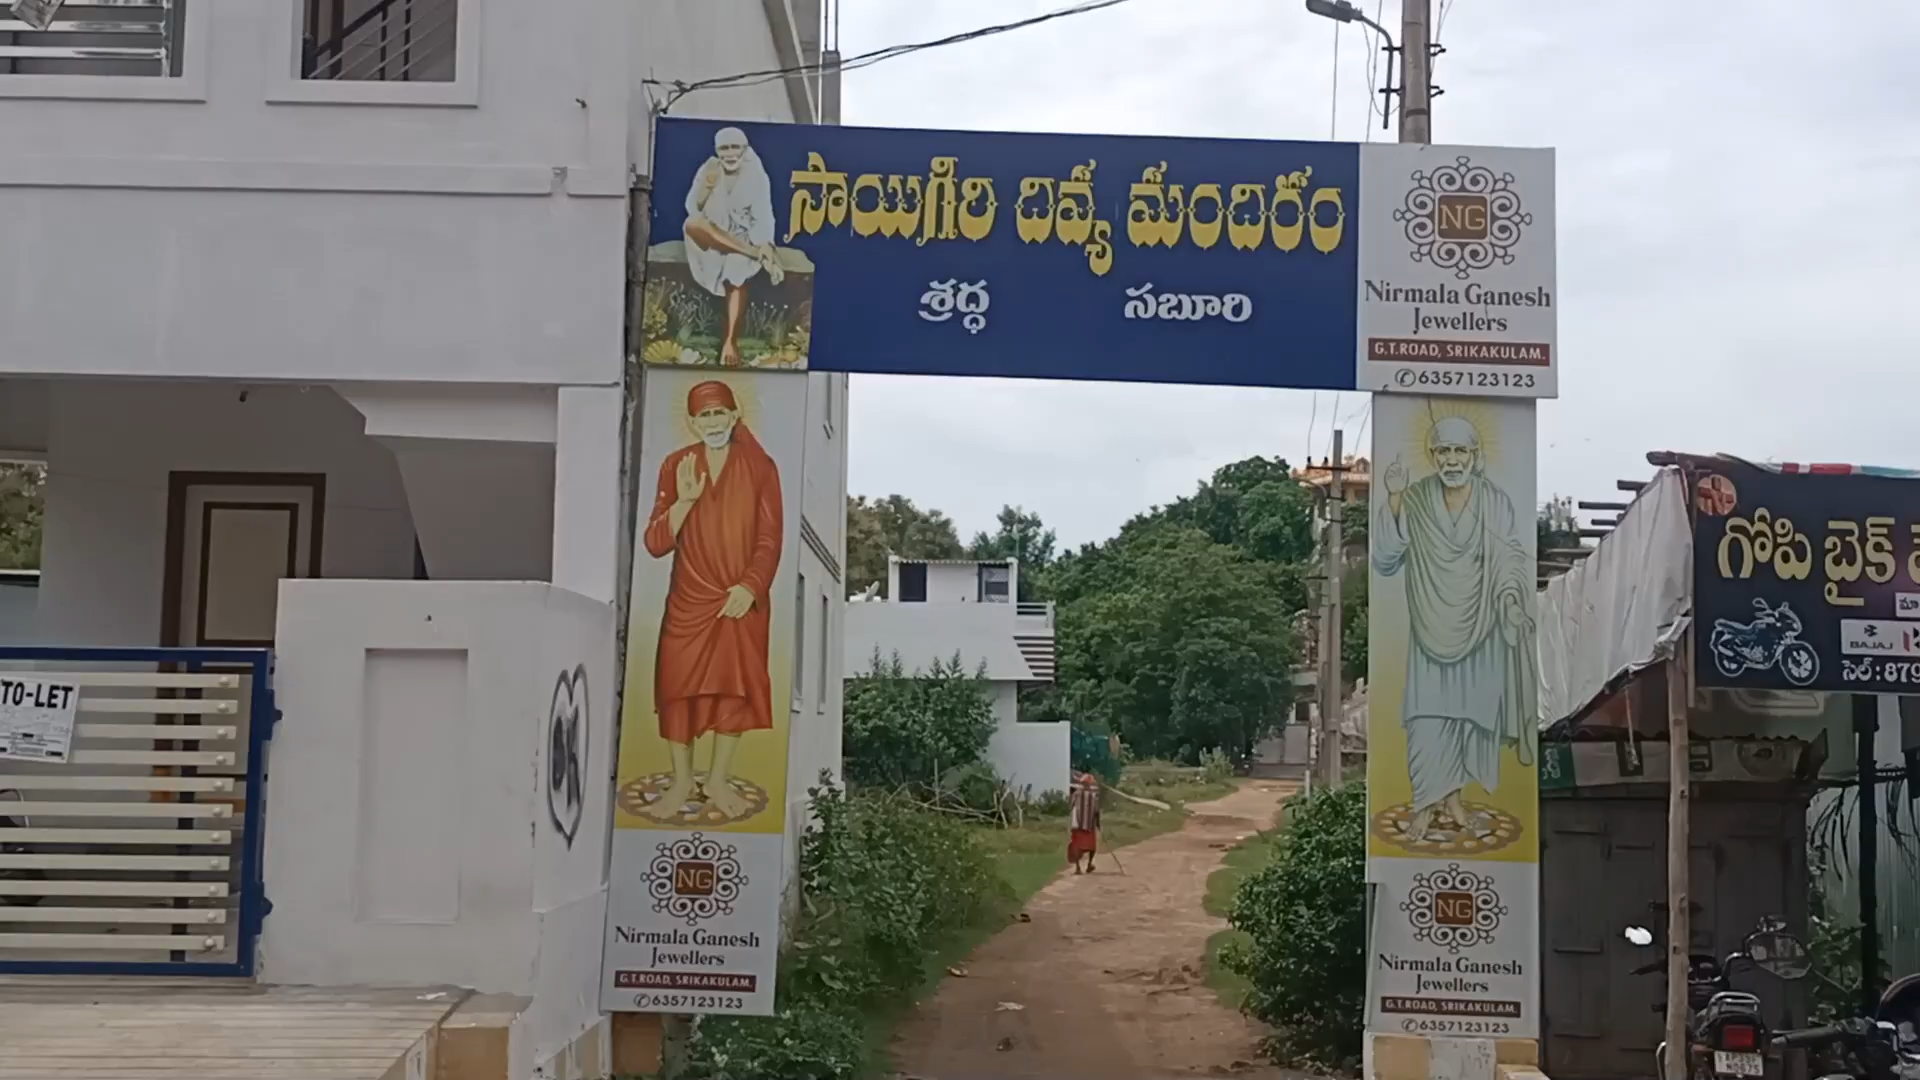 సాయిగిరి దివ్య మందిరం
శ్రద్ధ సబూరి
NG
Nirmala Ganesh
Jewellers
G.T.ROAD, SRIKAKULAM.
✆6357123123
NG
Nirmala Ganesh
Jewellers
G.T.ROAD, SRIKAKULAM.
✆6357123123
NG
Nirmala Ganesh
Jewellers
G.T.ROAD, SRIKAKULAM.
✆6357123123
TO-LET
గోపి బైక్
మా
BAJAJ
సెల్:879